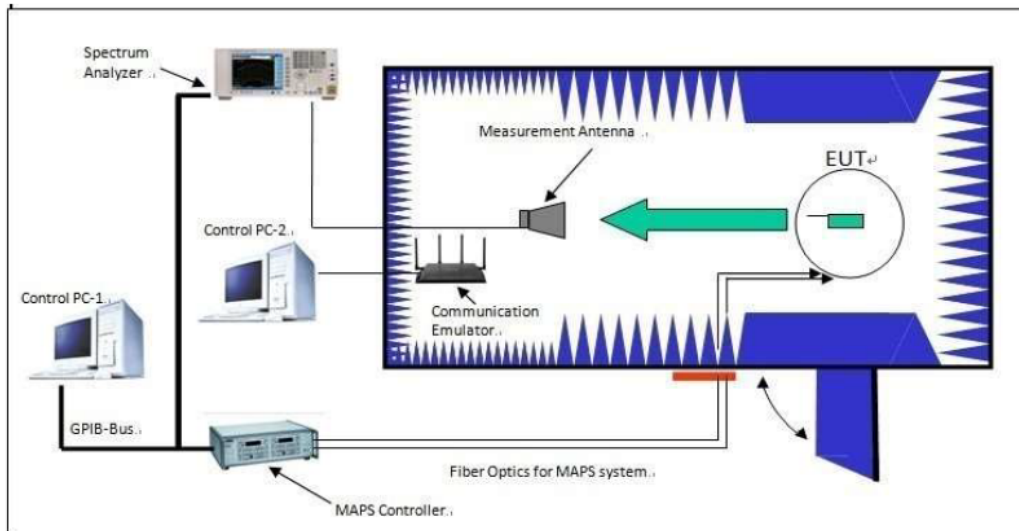 Spectrum
Analyzer
Measurement Antenna
EUT
Control PC-2
Control PC-1
Communication
Emulator
GPIB-Bus
Fiber Optics for MAPS system
MAPS Controller